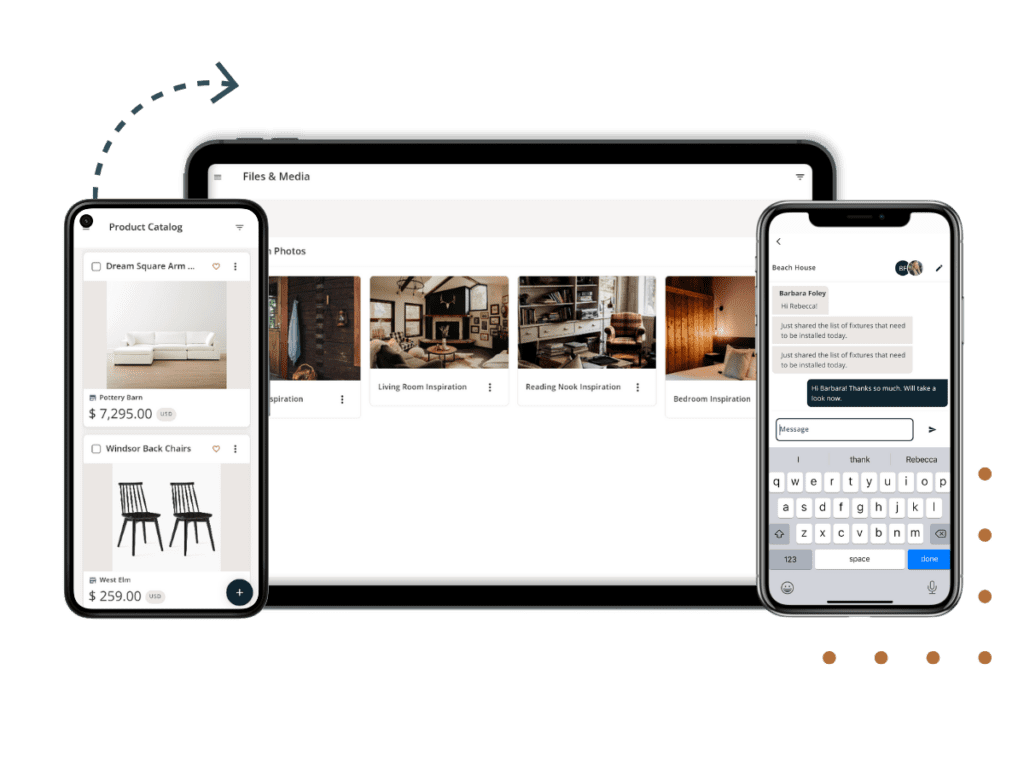 Files & Media
Photos
spiration
Living Room Inspiration
Reading Nook Inspiration
Bedroom Inspiration
Product Catalog
Dream Square Arm ...
Pottery Barn
$ 7,295.00 USD
Windsor Back Chairs
West Elm
$ 259.00 USD
+
Beach House
BF
Barbara Foley
Hi Rebecca!
Just shared the list of fixtures that need
to be installed today.
Just shared the list of fixtures that need
to be installed today.
Hi Barbara! Thanks so much. Will take a
look now.
Message
I thank Rebecca
q w e r t y u i o p
a s d f g h j k l
z x c v b n m
123 space done